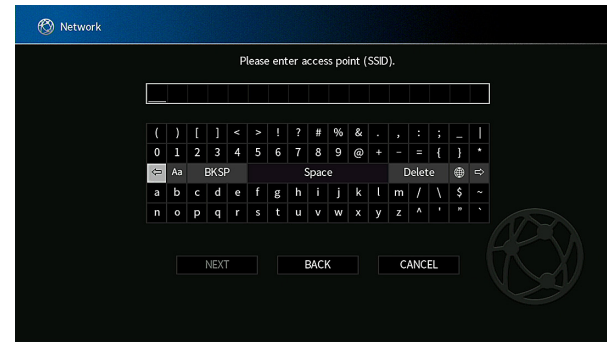 Network
Please enter access point (SSID).
( ) [ ] < > ! ? # % & . , : ; _ |
0 1 2 3 4 5 6 7 8 9 @ + - = { } *
⇦ Aa BKSP Space Delete ⇨
a b c d e f g h i j k l m / \ $ ~
n o p q r s t u v w x y z ^ ' " `
NEXT BACK CANCEL